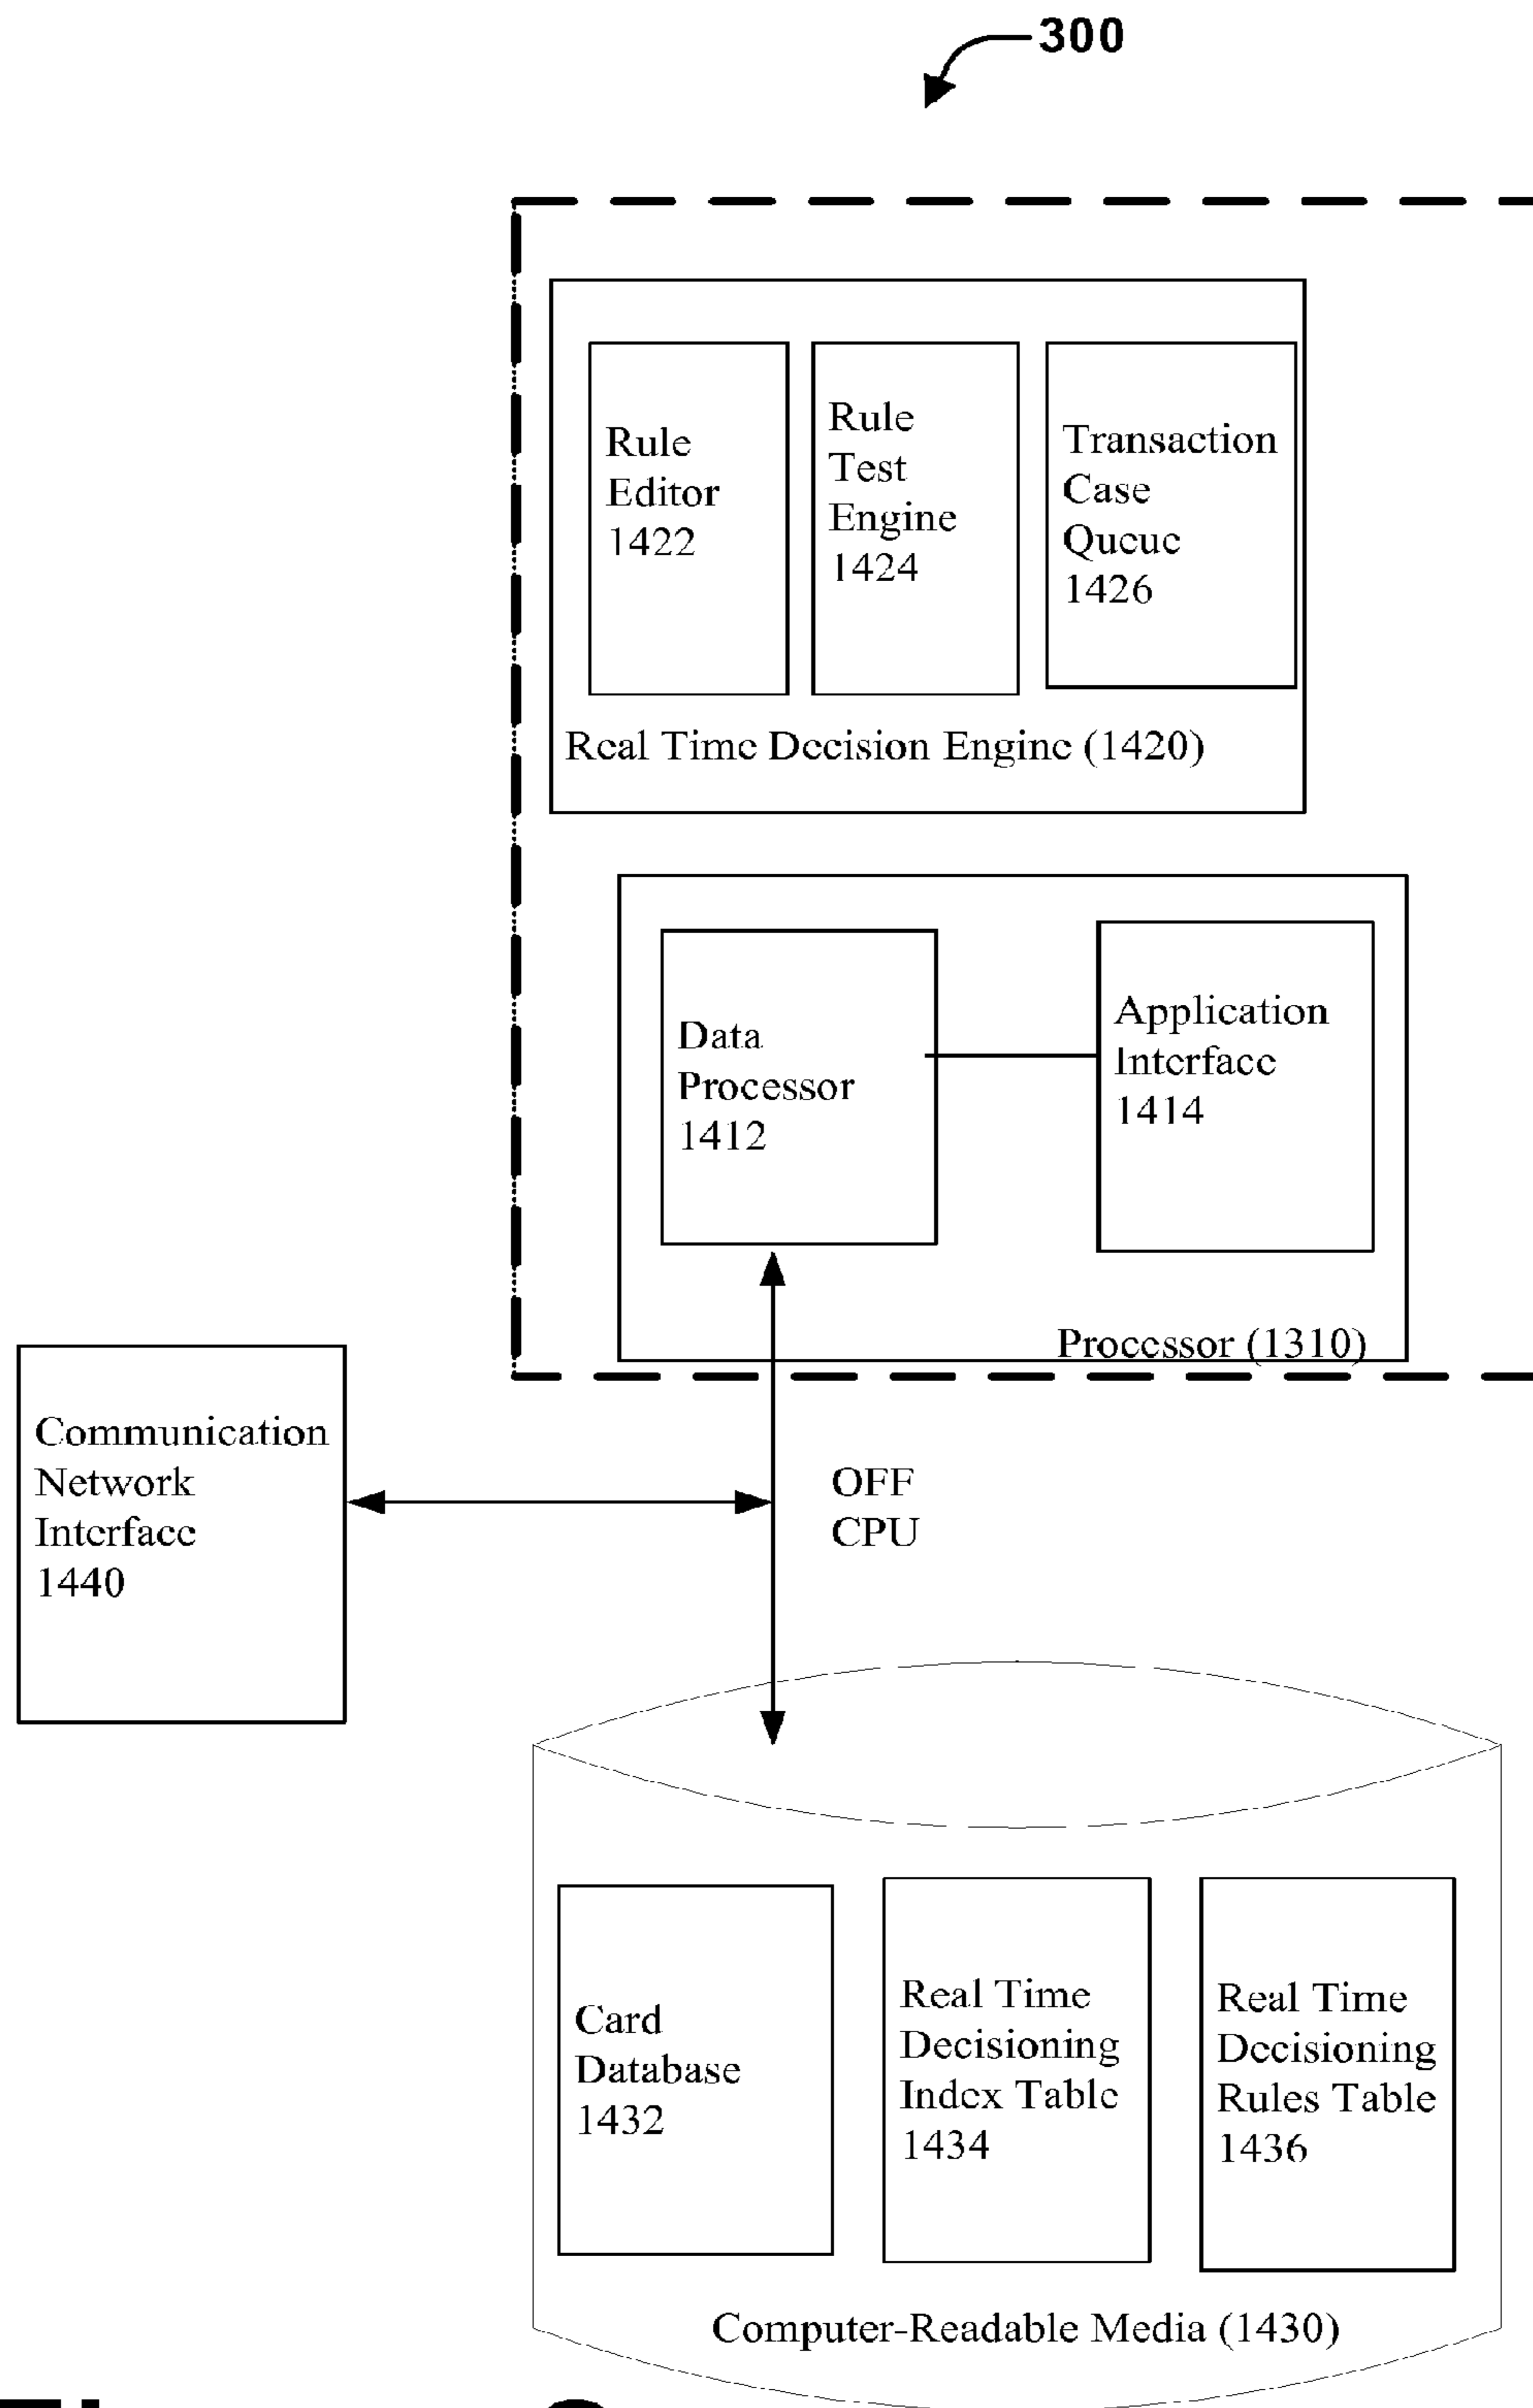 300
Rule
Editor
1422
Rule
Test
Engine
1424
Transaction
Case
Queue
1426
Real Time Decision Engine (1420)
Data
Processor
1412
Application
Interface
1414
Processor (1310)
Communication
Network
Interface
1440
OFF
CPU
Card
Database
1432
Real Time
Decisioning
Index Table
1434
Real Time
Decisioning
Rules Table
1436
Computer-Readable Media (1430)